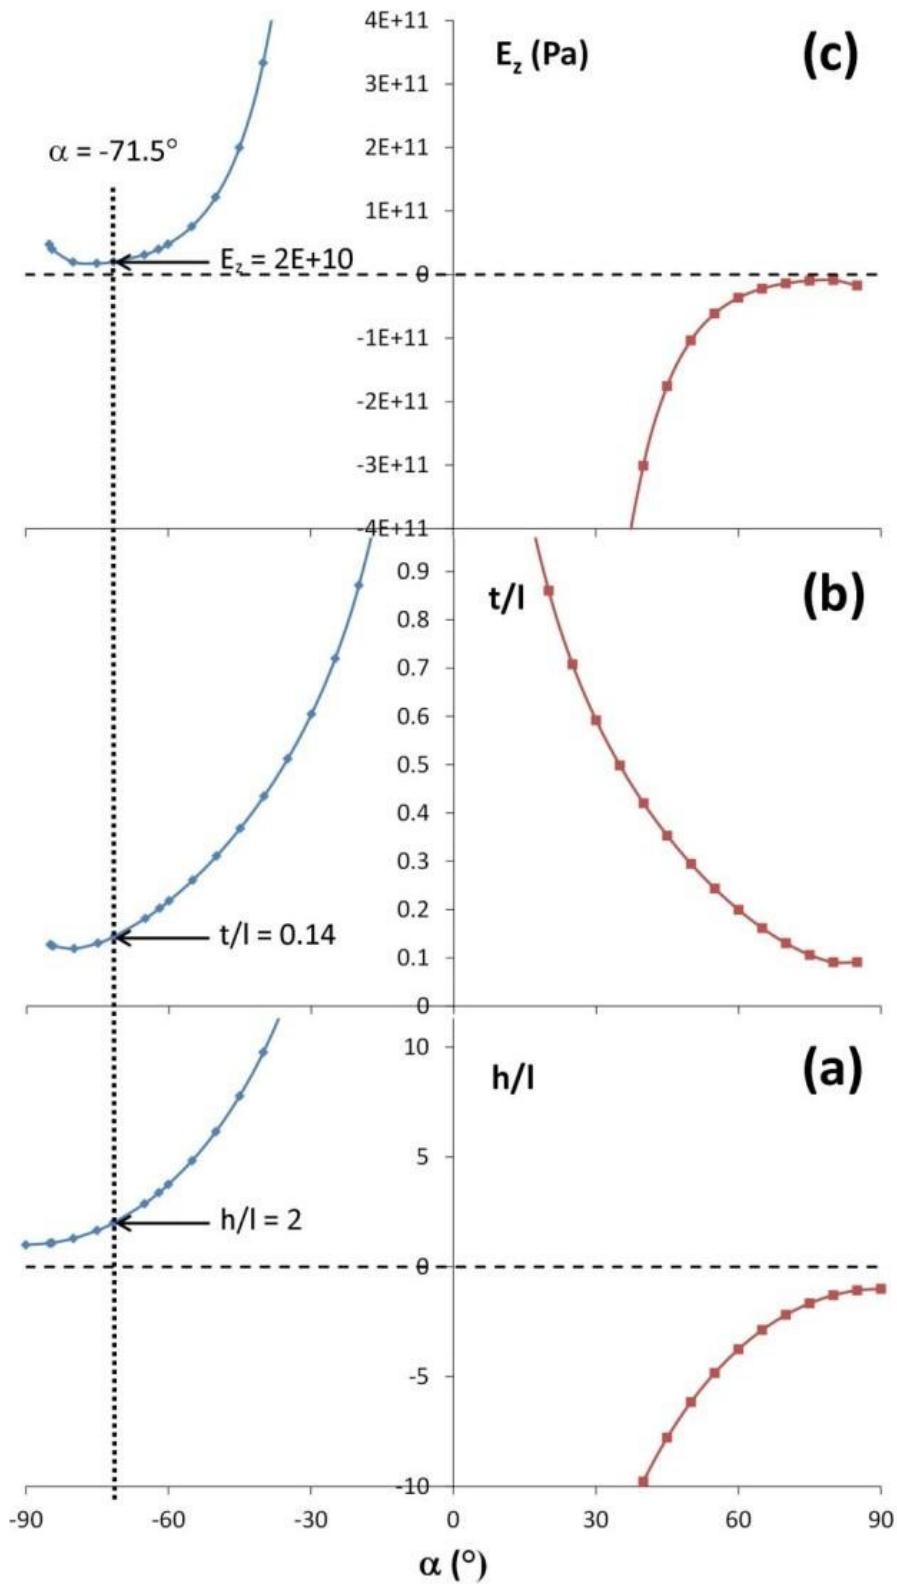 4E+11
E_z (Pa)
(c)
3E+11
α = -71.5°
2E+11
1E+11
E_z = 2E+10
0
-1E+11
-2E+11
-3E+11
-4E+11
0.9
t/l
(b)
0.8
0.7
0.6
0.5
0.4
0.3
0.2
t/l = 0.14
0.1
0
10
h/l
(a)
5
h/l = 2
0
-5
-10
-90 -60 -30 0 30 60 90
α (°)